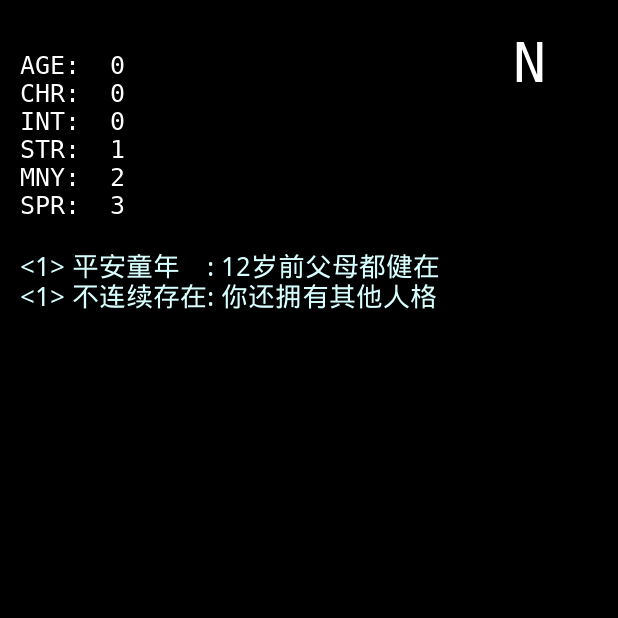 N
AGE: 0
CHR: 0
INT: 0
STR: 1
MNY: 2
SPR: 3
<1> 平安童年　: 12岁前父母都健在
<1> 不连续存在: 你还拥有其他人格